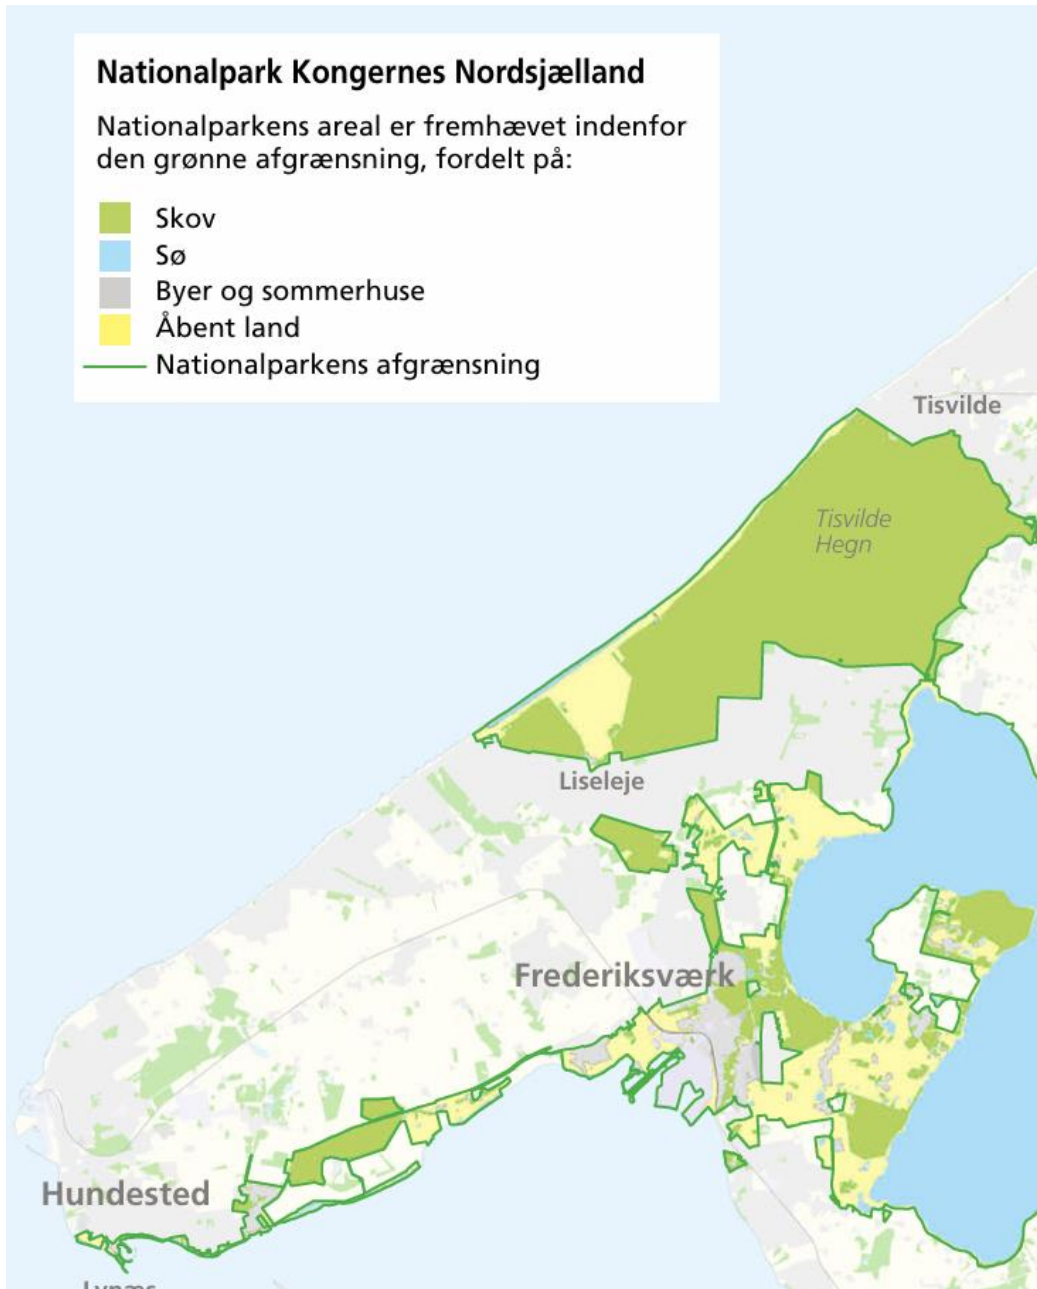 Nationalpark Kongernes Nordsjælland
Nationalparkens areal er fremhævet indenfor
den grønne afgrænsning, fordelt på:
Skov
Sø
Byer og sommerhuse
Åbent land
Nationalparkens afgrænsning
Tisvilde
Tisvilde
Hegn
Liseleje
Frederiksværk
Hundested